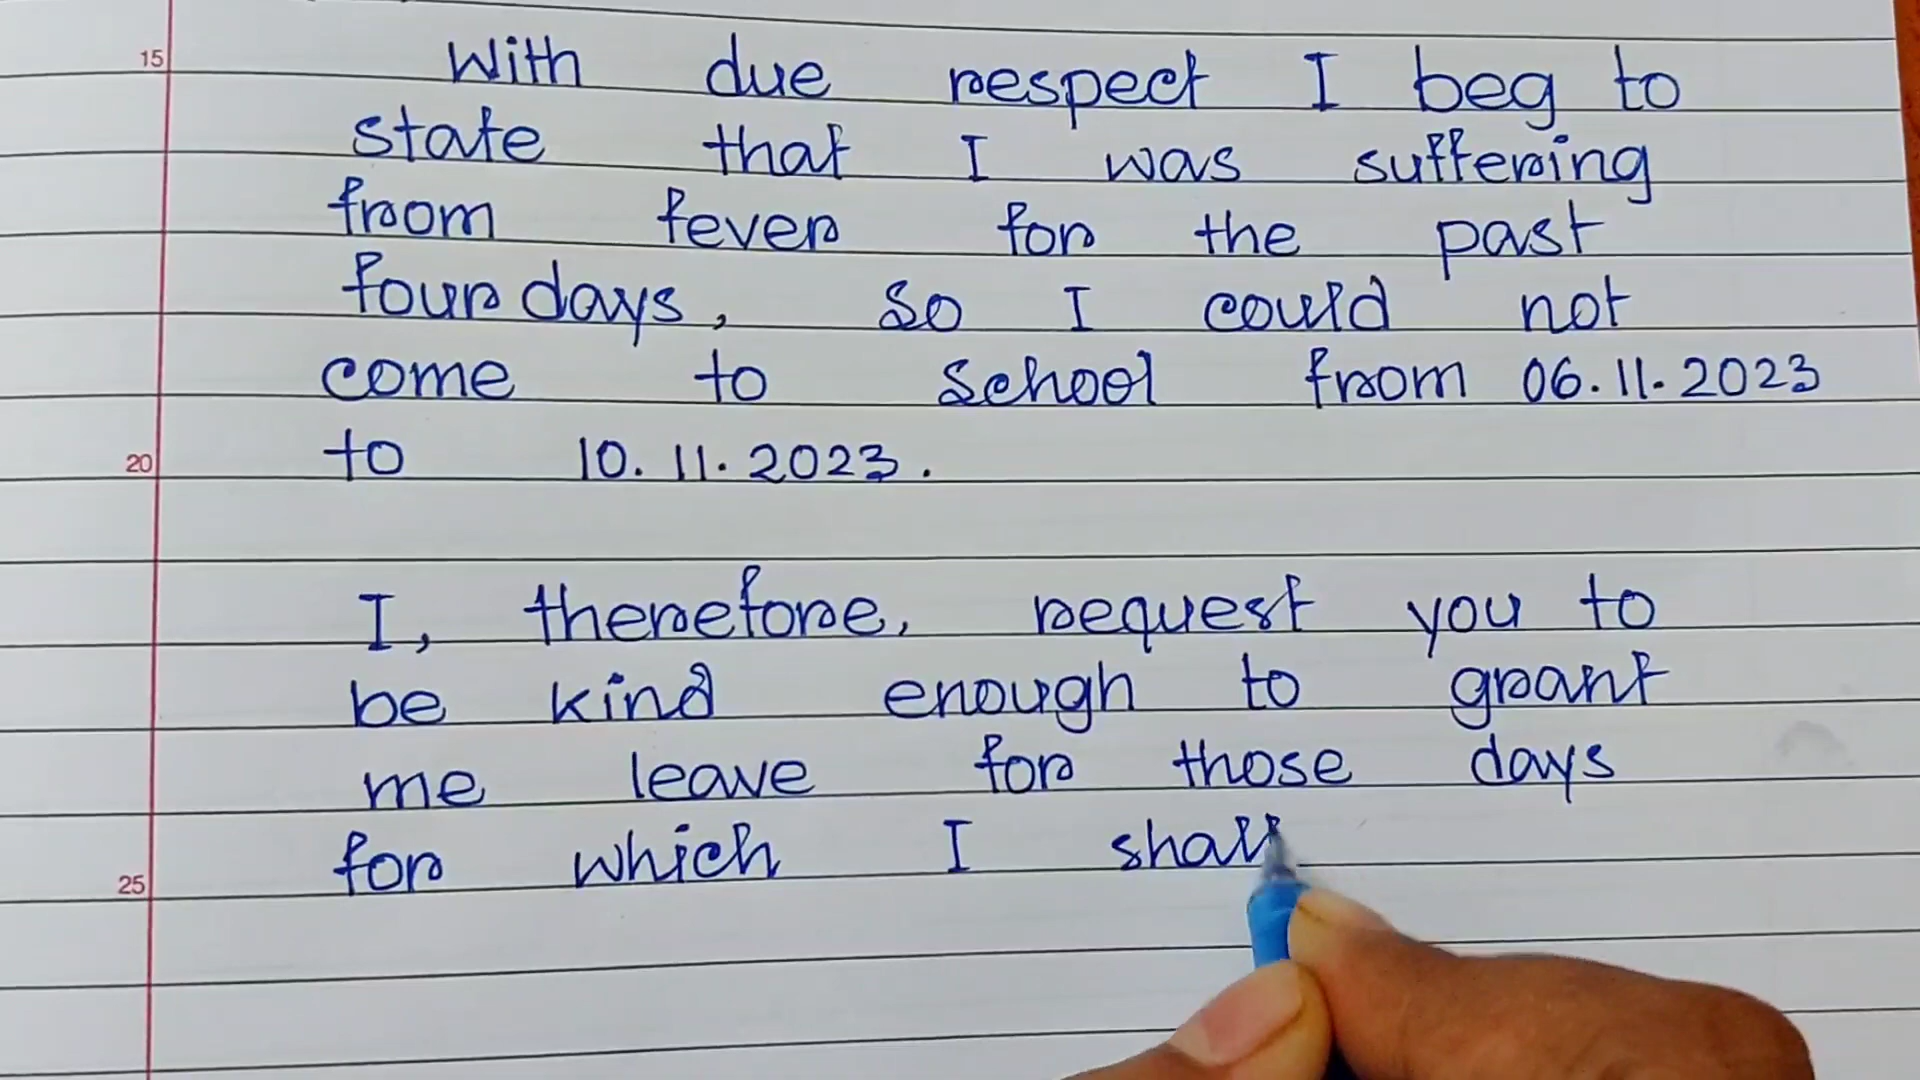 15
With due respect I beg to
state that I was suffering
from fever for the past
four days, so I could not
come to school from 06.11.2023
20
to 10.11.2023.
I, therefore, request you to
be kind enough to grant
me leave for those days
for which I shall
25